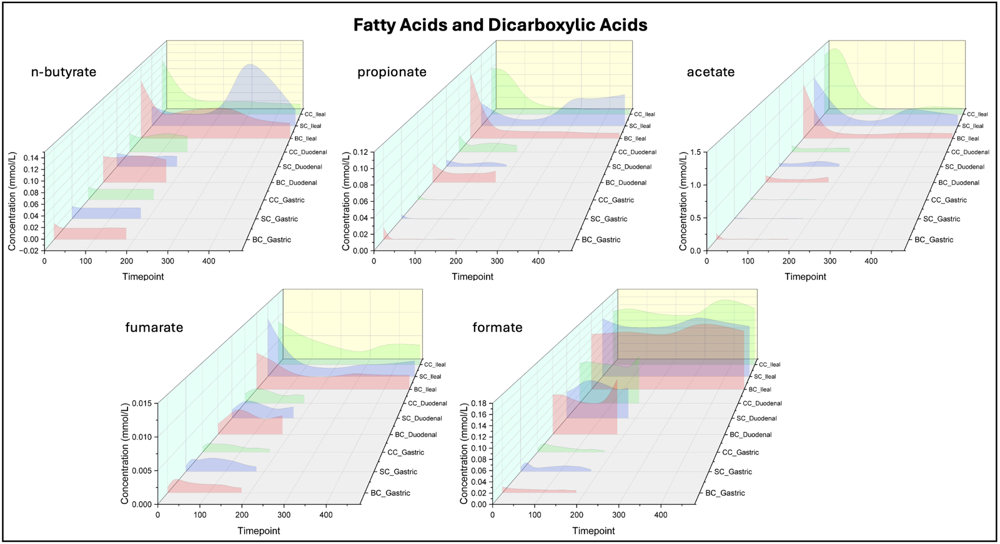 Fatty Acids and Dicarboxylic Acids
n-butyrate
Concentration (mmol/L)
0.14
0.12
0.10
0.08
0.06
0.04
0.02
0.00
−0.02
0 100 200 300 400
Timepoint
CC_Ileal
SC_Ileal
BC_Ileal
CC_Duodenal
SC_Duodenal
BC_Duodenal
CC_Gastric
SC_Gastric
BC_Gastric
propionate
Concentration (mmol/L)
0.12
0.10
0.08
0.06
0.04
0.02
0.00
0 100 200 300 400
Timepoint
CC_Ileal
SC_Ileal
BC_Ileal
CC_Duodenal
SC_Duodenal
BC_Duodenal
CC_Gastric
SC_Gastric
BC_Gastric
acetate
Concentration (mmol/L)
1.5
1.0
0.5
0.0
0 100 200 300 400
Timepoint
CC_Ileal
SC_Ileal
BC_Ileal
CC_Duodenal
SC_Duodenal
BC_Duodenal
CC_Gastric
SC_Gastric
BC_Gastric
fumarate
Concentration (mmol/L)
0.015
0.010
0.005
0.000
0 100 200 300 400
Timepoint
CC_Ileal
SC_Ileal
BC_Ileal
CC_Duodenal
SC_Duodenal
BC_Duodenal
CC_Gastric
SC_Gastric
BC_Gastric
formate
Concentration (mmol/L)
0.18
0.16
0.14
0.12
0.10
0.08
0.06
0.04
0.02
0.00
0 100 200 300 400
Timepoint
CC_Ileal
SC_Ileal
BC_Ileal
CC_Duodenal
SC_Duodenal
BC_Duodenal
CC_Gastric
SC_Gastric
BC_Gastric